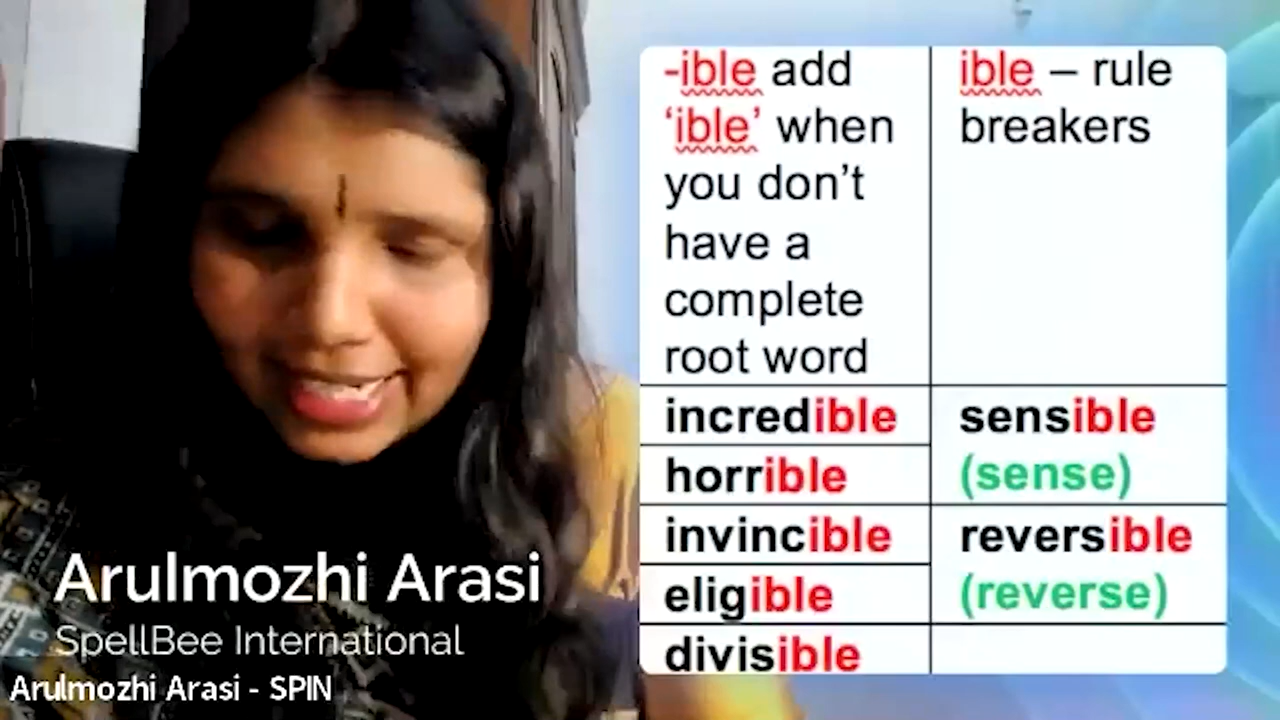 -ible add
‘ible’ when
you don’t
have a
complete
root word
ible – rule
breakers
incredible
horrible
invincible
eligible
divisible
sensible
(sense)
reversible
(reverse)
Arulmozhi Arasi
SpellBee International
Arulmozhi Arasi - SPIN